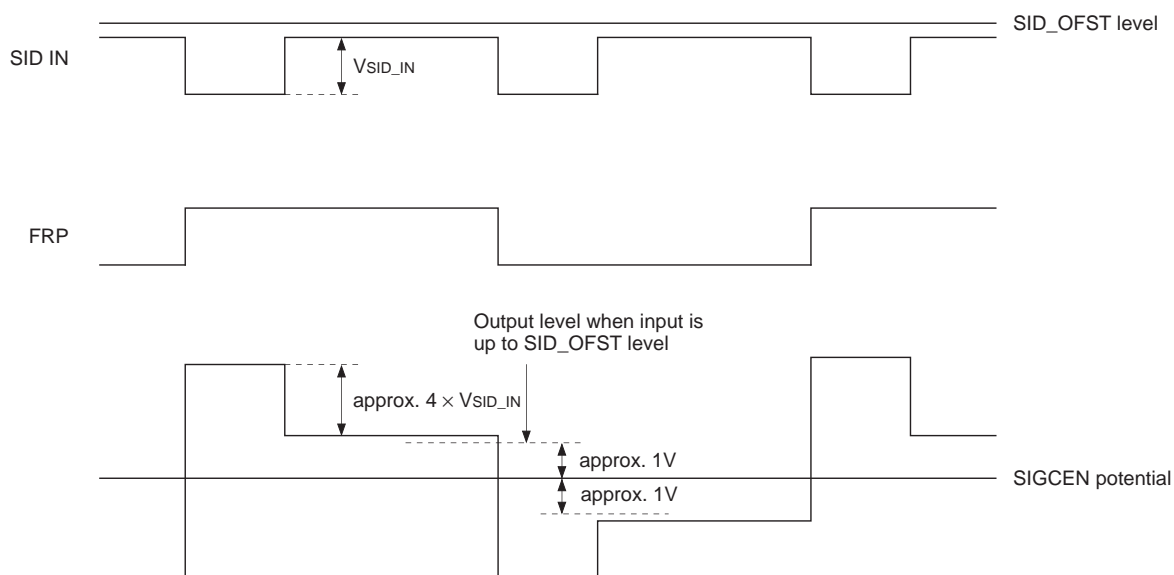 SID_OFST level
SID IN
VSID_IN
FRP
Output level when input is
up to SID_OFST level
approx. 4 × VSID_IN
approx. 1V
SIGCEN potential
approx. 1V